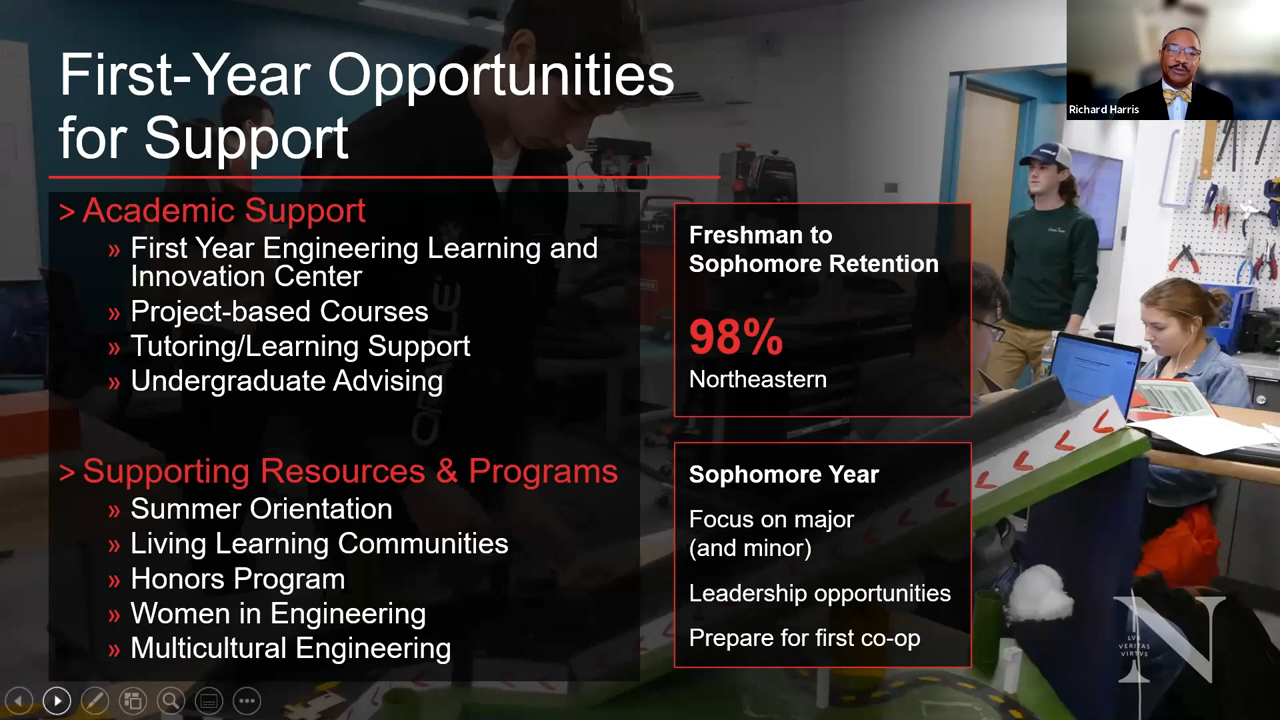 First-Year Opportunities
for Support
> Academic Support
» First Year Engineering Learning and
Innovation Center
» Project-based Courses
» Tutoring/Learning Support
» Undergraduate Advising
> Supporting Resources & Programs
» Summer Orientation
» Living Learning Communities
» Honors Program
» Women in Engineering
» Multicultural Engineering
Freshman to
Sophomore Retention
98%
Northeastern
Sophomore Year
Focus on major
(and minor)
Leadership opportunities
Prepare for first co-op
Richard Harris
ORACLE
N
LVX
VERITAS
VIRTVS